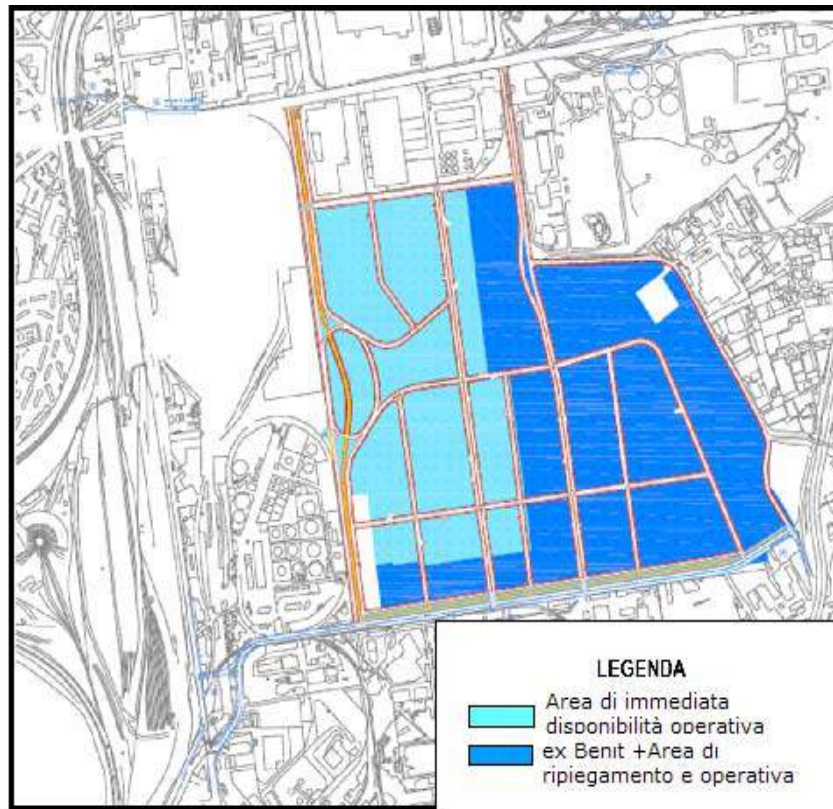 LEGENDA
Area di immediata
disponibilità operativa
ex Benit +Area di
ripiegamento e operativa